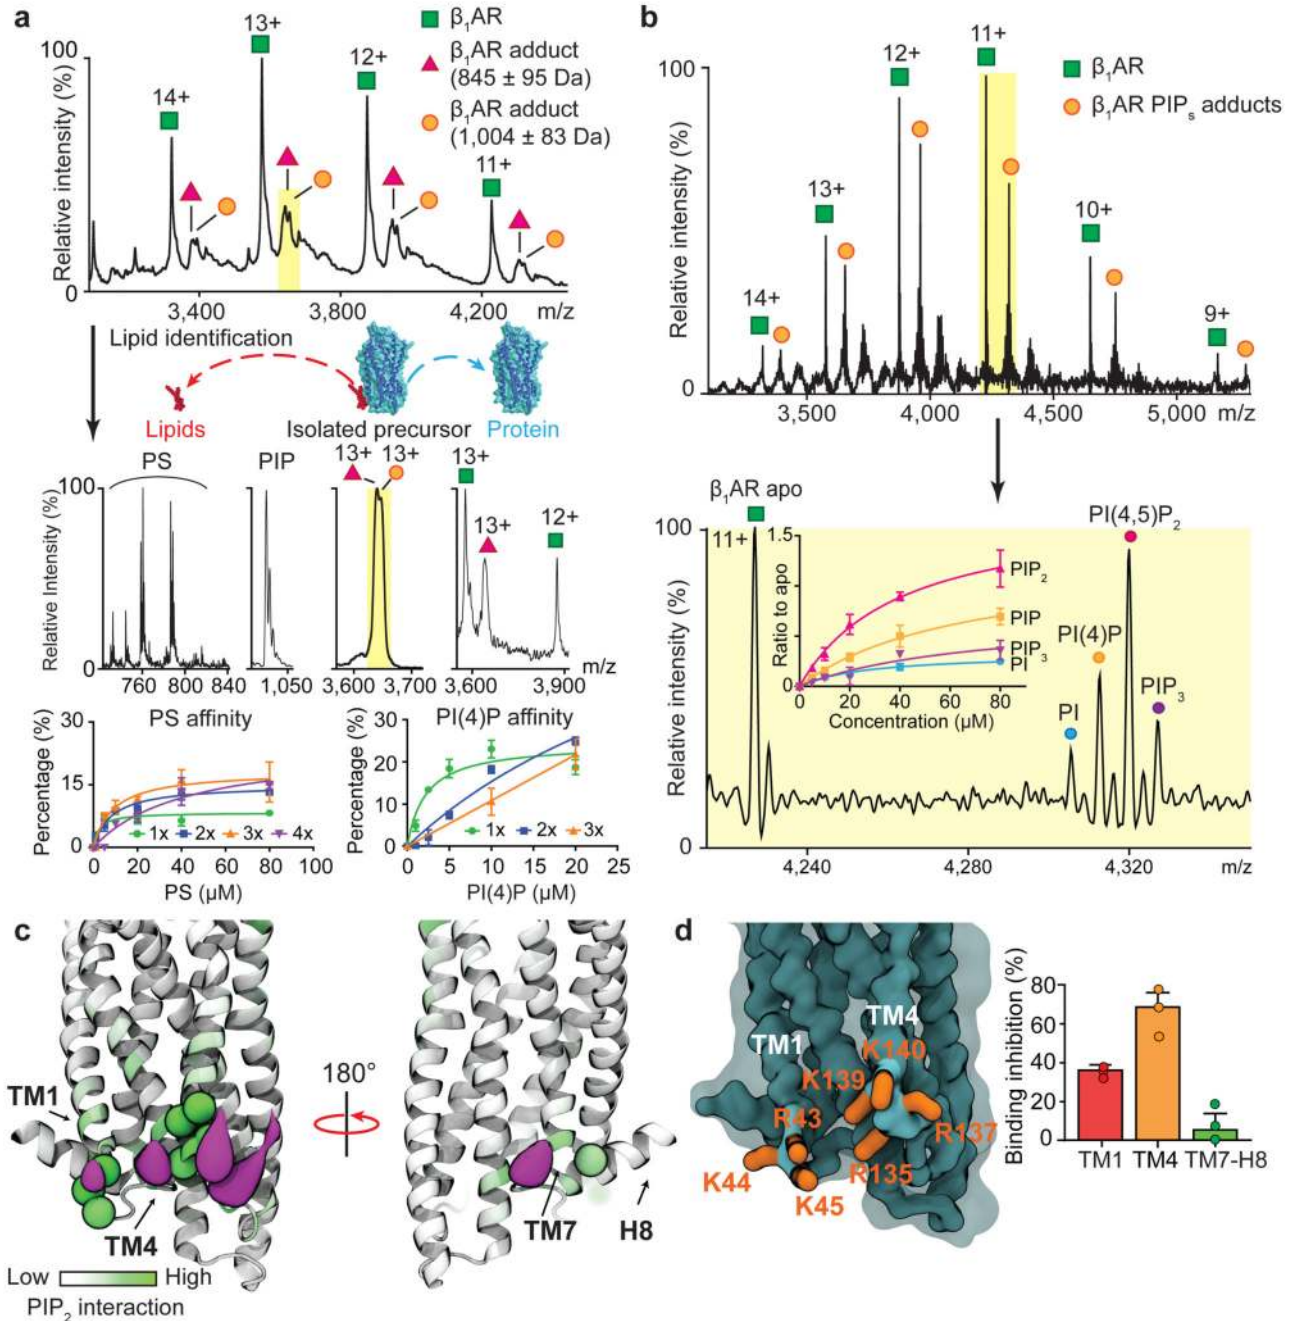 a
β₁AR
β₁AR adduct
(845 ± 95 Da)
β₁AR adduct
(1,004 ± 83 Da)
14+
13+
12+
11+
100
0
Relative intensity (%)
3,400
3,800
4,200
m/z
Lipid identification
Lipids
Isolated precursor
Protein
PS
PIP
13+
13+
13+
13+
12+
100
0
Relative Intensity (%)
760
800
840
1,050
3,600
3,700
3,600
3,900
m/z
PS affinity
30
15
0
Percentage (%)
1x
2x
3x
4x
0
20
40
60
80
100
PS (µM)
PI(4)P affinity
30
20
10
0
Percentage (%)
1x
2x
3x
0
5
10
15
20
25
PI(4)P (µM)
b
β₁AR
β₁AR PIPₛ adducts
14+
13+
12+
11+
10+
9+
100
0
Relative intensity (%)
3,500
4,000
4,500
5,000
m/z
β₁AR apo
11+
PI
PI(4)P
PI(4,5)P₂
PIP₃
100
0
Relative intensity (%)
4,240
4,280
4,320
m/z
1.5
0
Ratio to apo
PIP₂
PIP
PIP₃
PI
0
20
40
60
80
Concentration (µM)
c
TM1
TM4
180°
TM7
H8
Low
High
PIP₂ interaction
d
TM1
TM4
K140
K139
R43
R137
K44
R135
K45
Binding inhibition (%)
80
60
40
20
0
TM1
TM4
TM7-H8